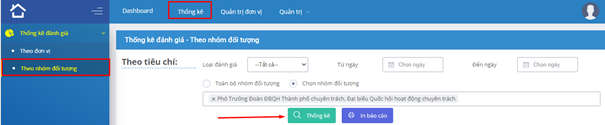 Dashboard Thống kê Quản trị đơn vị Quản trị
Thống kê đánh giá
Theo đơn vị
Theo nhóm đối tượng
Thống kê đánh giá - Theo nhóm đối tượng
Theo tiêu chí: Loại đánh giá --Tất cả-- Từ ngày Chọn ngày Đến ngày Chọn ngày
Toàn bộ nhóm đối tượng Chọn nhóm đối tượng
× Phó Trưởng Đoàn ĐBQH Thành phố chuyên trách, Đại biểu Quốc hội hoạt động chuyên trách
Thống kê In báo cáo